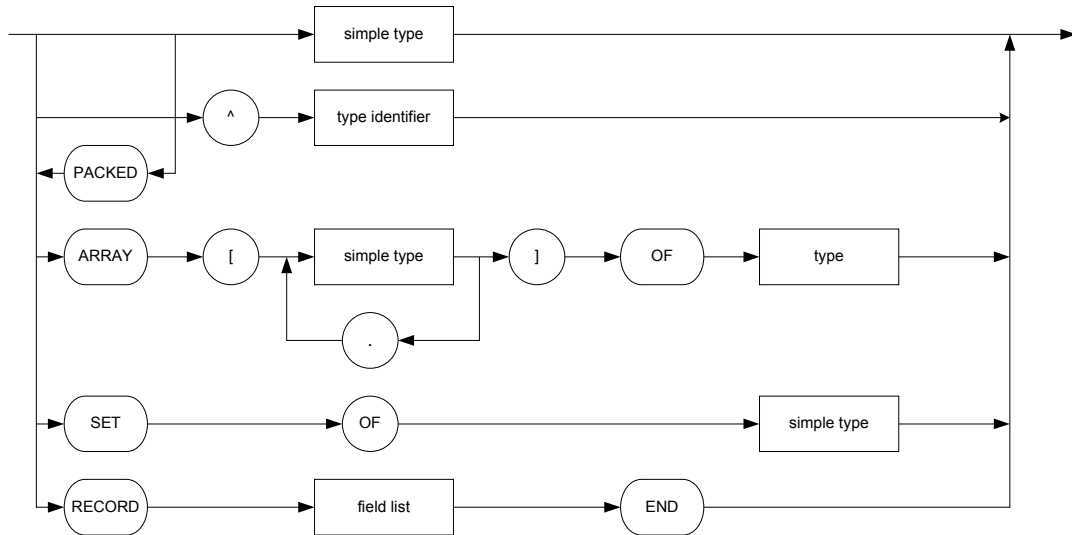 simple type
^
type identifier
PACKED
ARRAY
[
simple type
]
OF
type
.
SET
OF
simple type
RECORD
field list
END